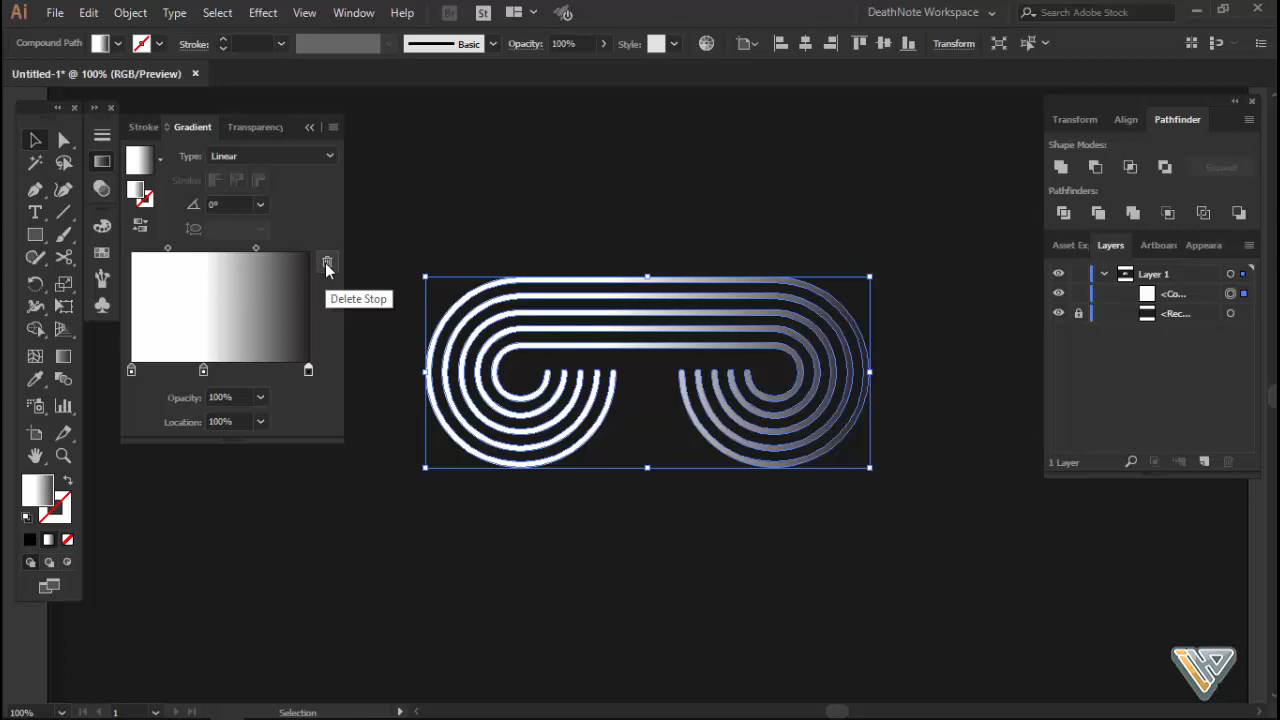 Ai File Edit Object Type Select Effect View Window Help Br St DeathNote Workspace Search Adobe Stock
Compound Path Stroke: Basic Opacity: 100% Style: Transform
Untitled-1* @ 100% (RGB/Preview) ×
Stroke Gradient Transparency
Type: Linear
Stroke:
0°
Delete Stop
Opacity: 100%
Location: 100%
Transform Align Pathfinder
Shape Modes:
Expand
Pathfinders:
Asset Ex Layers Artboar Appeara
Layer 1
<Co...
<Rec...
1 Layer
100% 1 Selection